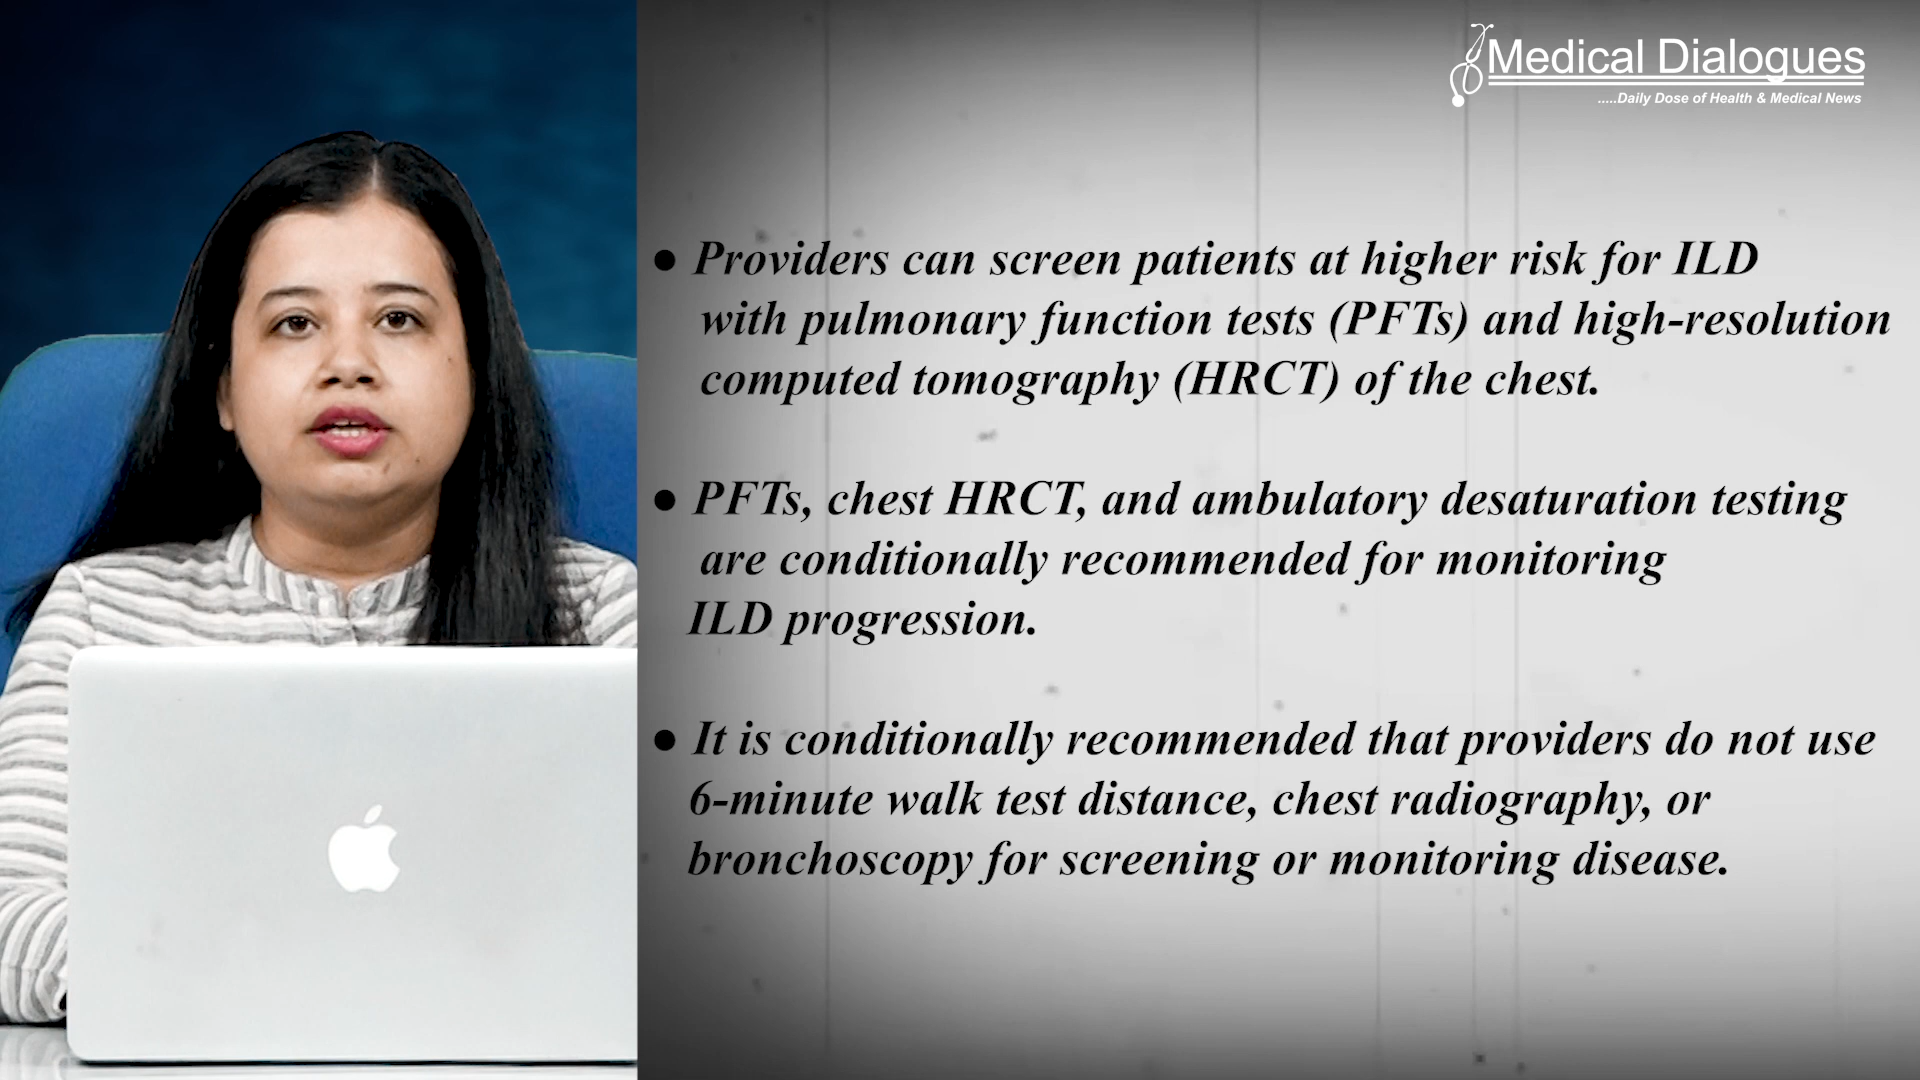 Medical Dialogues
.....Daily Dose of Health & Medical News
● Providers can screen patients at higher risk for ILD
with pulmonary function tests (PFTs) and high-resolution
computed tomography (HRCT) of the chest.
● PFTs, chest HRCT, and ambulatory desaturation testing
are conditionally recommended for monitoring
ILD progression.
● It is conditionally recommended that providers do not use
6-minute walk test distance, chest radiography, or
bronchoscopy for screening or monitoring disease.